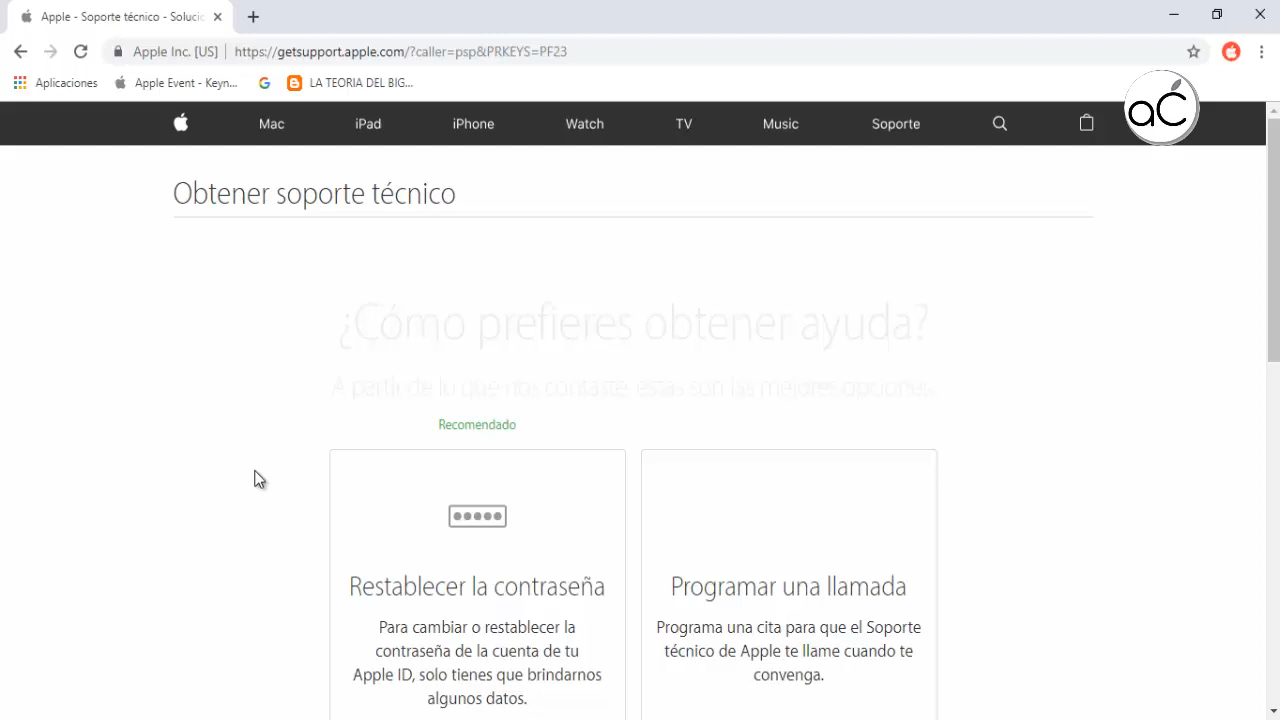 Apple - Soporte técnico - Soluci
Apple Inc. [US] https://getsupport.apple.com/?caller=psp&PRKEYS=PF23
Aplicaciones Apple Event - Keyn... LA TEORIA DEL BIG...
Mac iPad iPhone Watch TV Music Soporte
aC
Obtener soporte técnico
¿Cómo prefieres obtener ayuda?
A partir de lo que nos contaste, estas son las mejores opciones.
Recomendado
Restablecer la contraseña
Para cambiar o restablecer la
contraseña de la cuenta de tu
Apple ID, solo tienes que brindarnos
algunos datos.
Programar una llamada
Programa una cita para que el Soporte
técnico de Apple te llame cuando te
convenga.